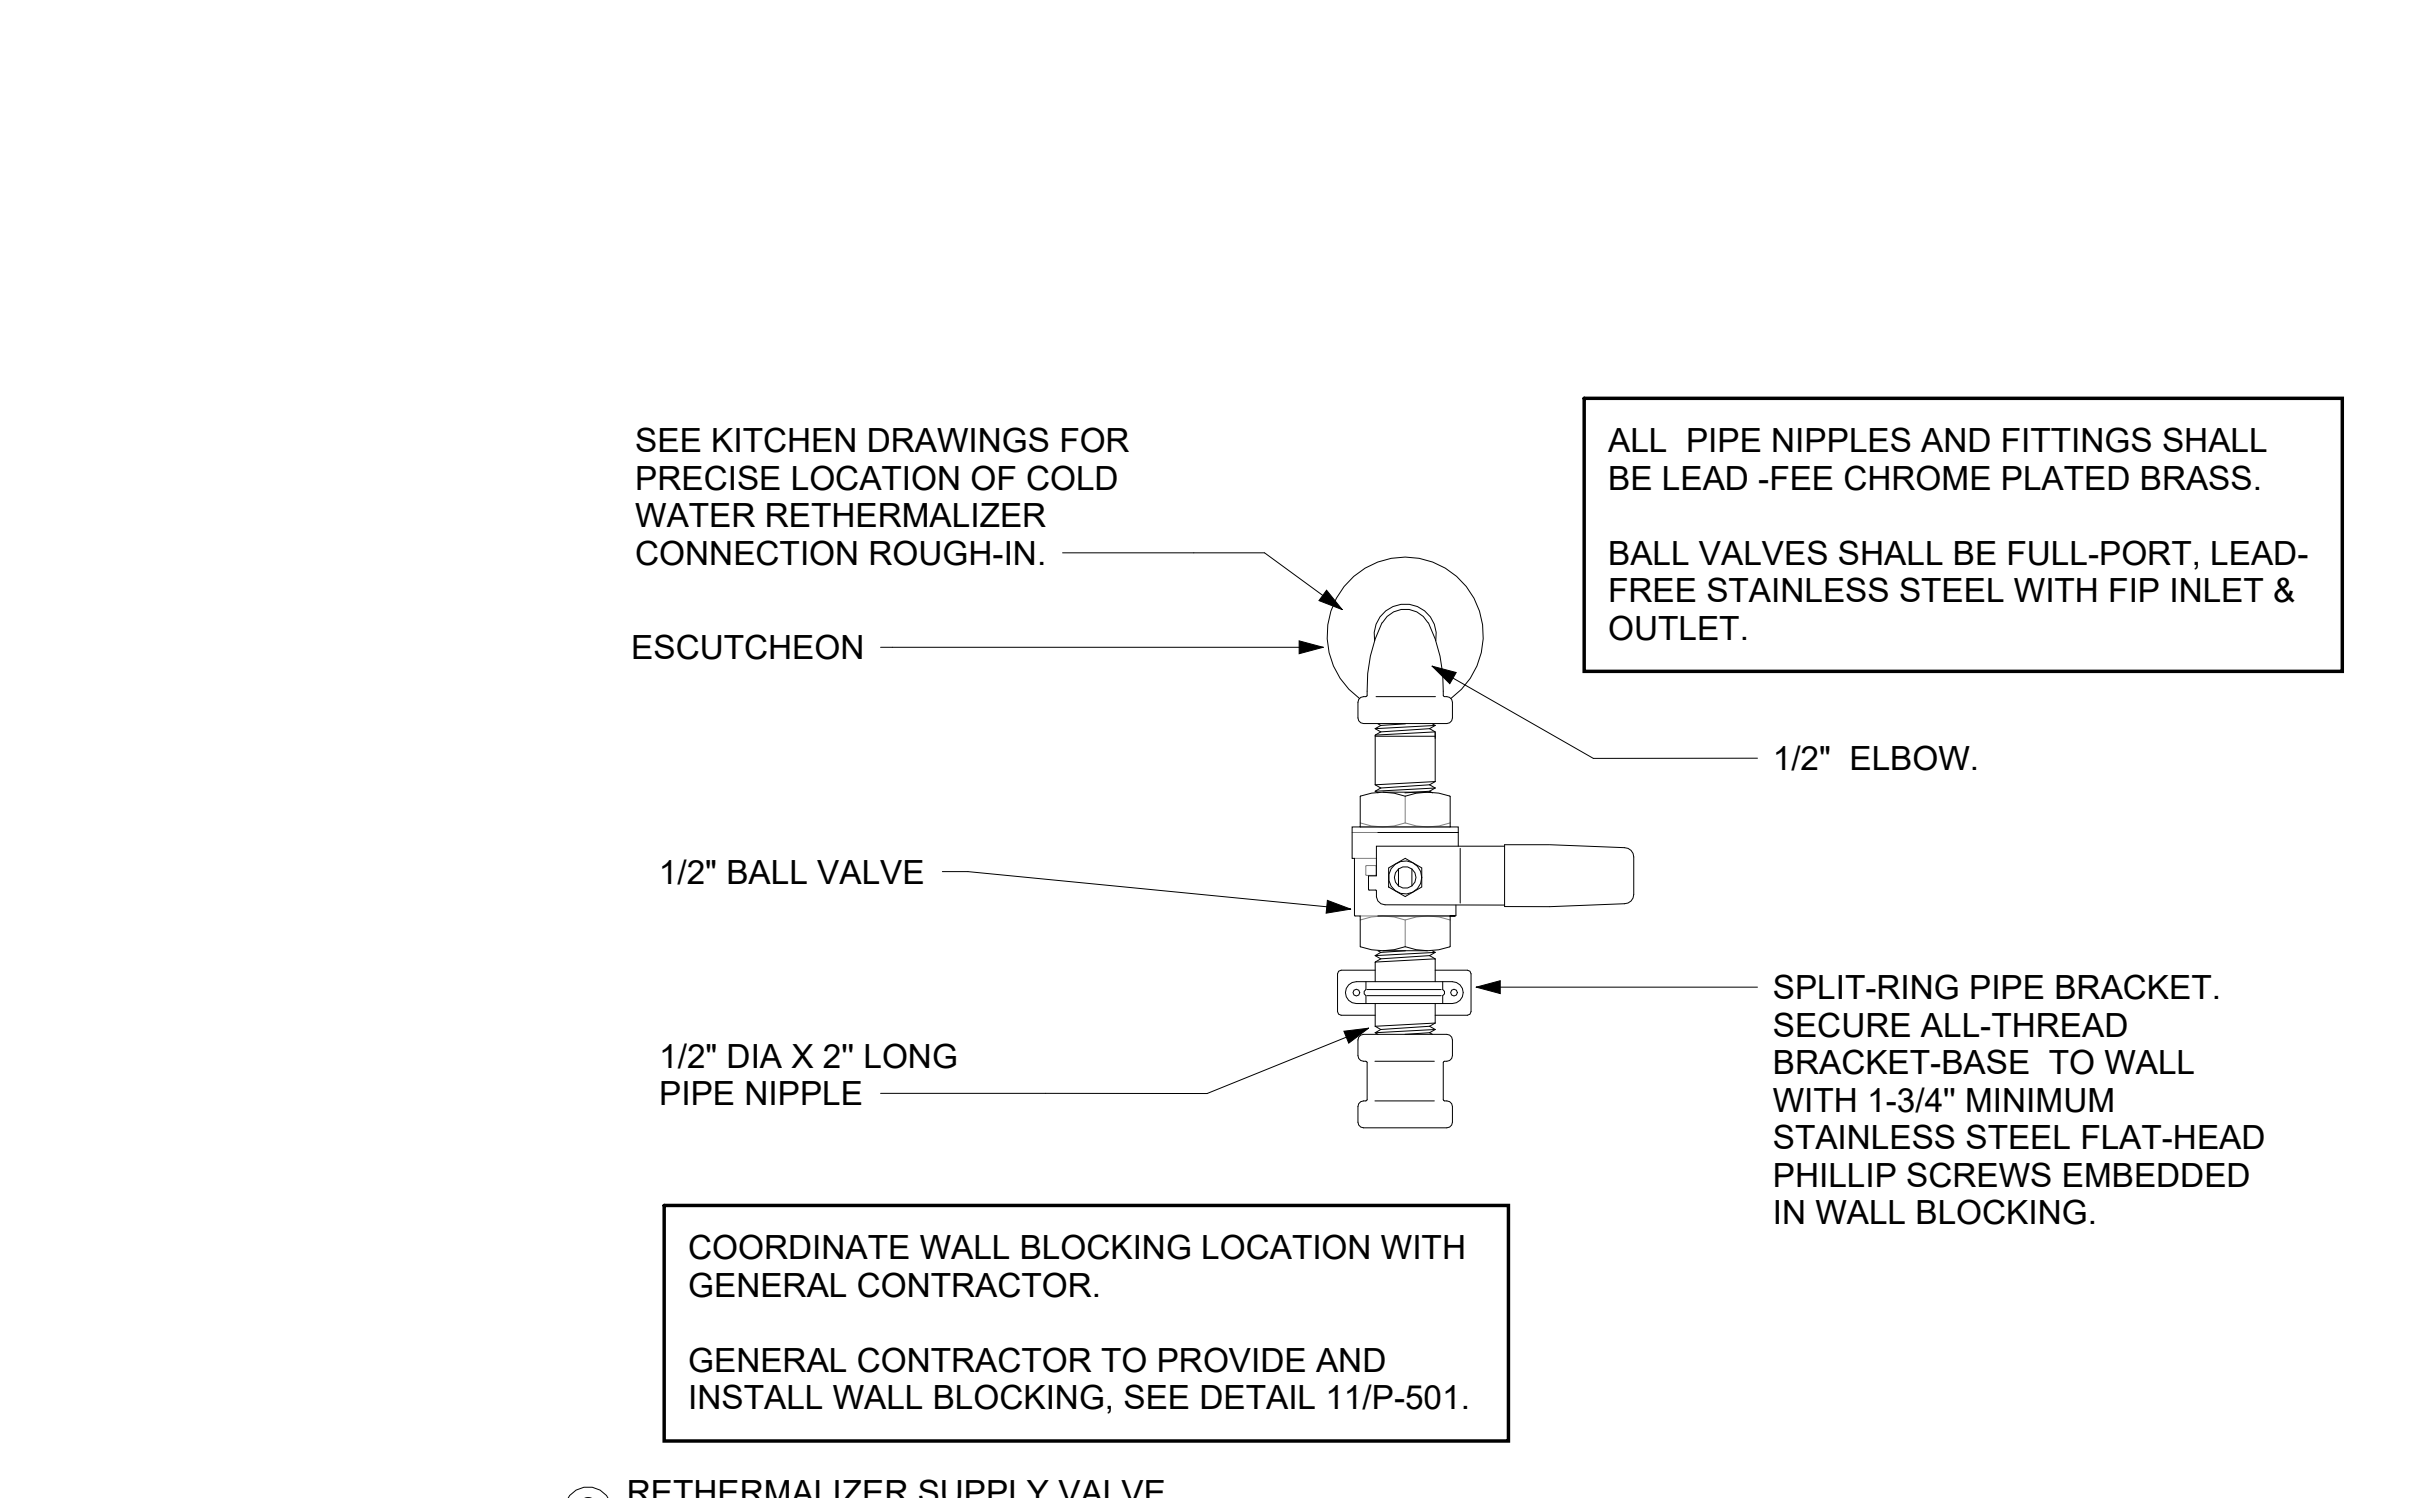 SEE KITCHEN DRAWINGS FOR
PRECISE LOCATION OF COLD
WATER RETHERMALIZER
CONNECTION ROUGH-IN.
ESCUTCHEON
ALL  PIPE NIPPLES AND FITTINGS SHALL
BE LEAD -FEE CHROME PLATED BRASS.
BALL VALVES SHALL BE FULL-PORT, LEAD-
FREE STAINLESS STEEL WITH FIP INLET &
OUTLET.
1/2"  ELBOW.
1/2" BALL VALVE
SPLIT-RING PIPE BRACKET.
SECURE ALL-THREAD
BRACKET-BASE  TO WALL
WITH 1-3/4" MINIMUM
STAINLESS STEEL FLAT-HEAD
PHILLIP SCREWS EMBEDDED
IN WALL BLOCKING.
1/2" DIA X 2" LONG
PIPE NIPPLE
COORDINATE WALL BLOCKING LOCATION WITH
GENERAL CONTRACTOR.
GENERAL CONTRACTOR TO PROVIDE AND
INSTALL WALL BLOCKING, SEE DETAIL 11/P-501.
RETHERMALIZER SUPPLY VALVE